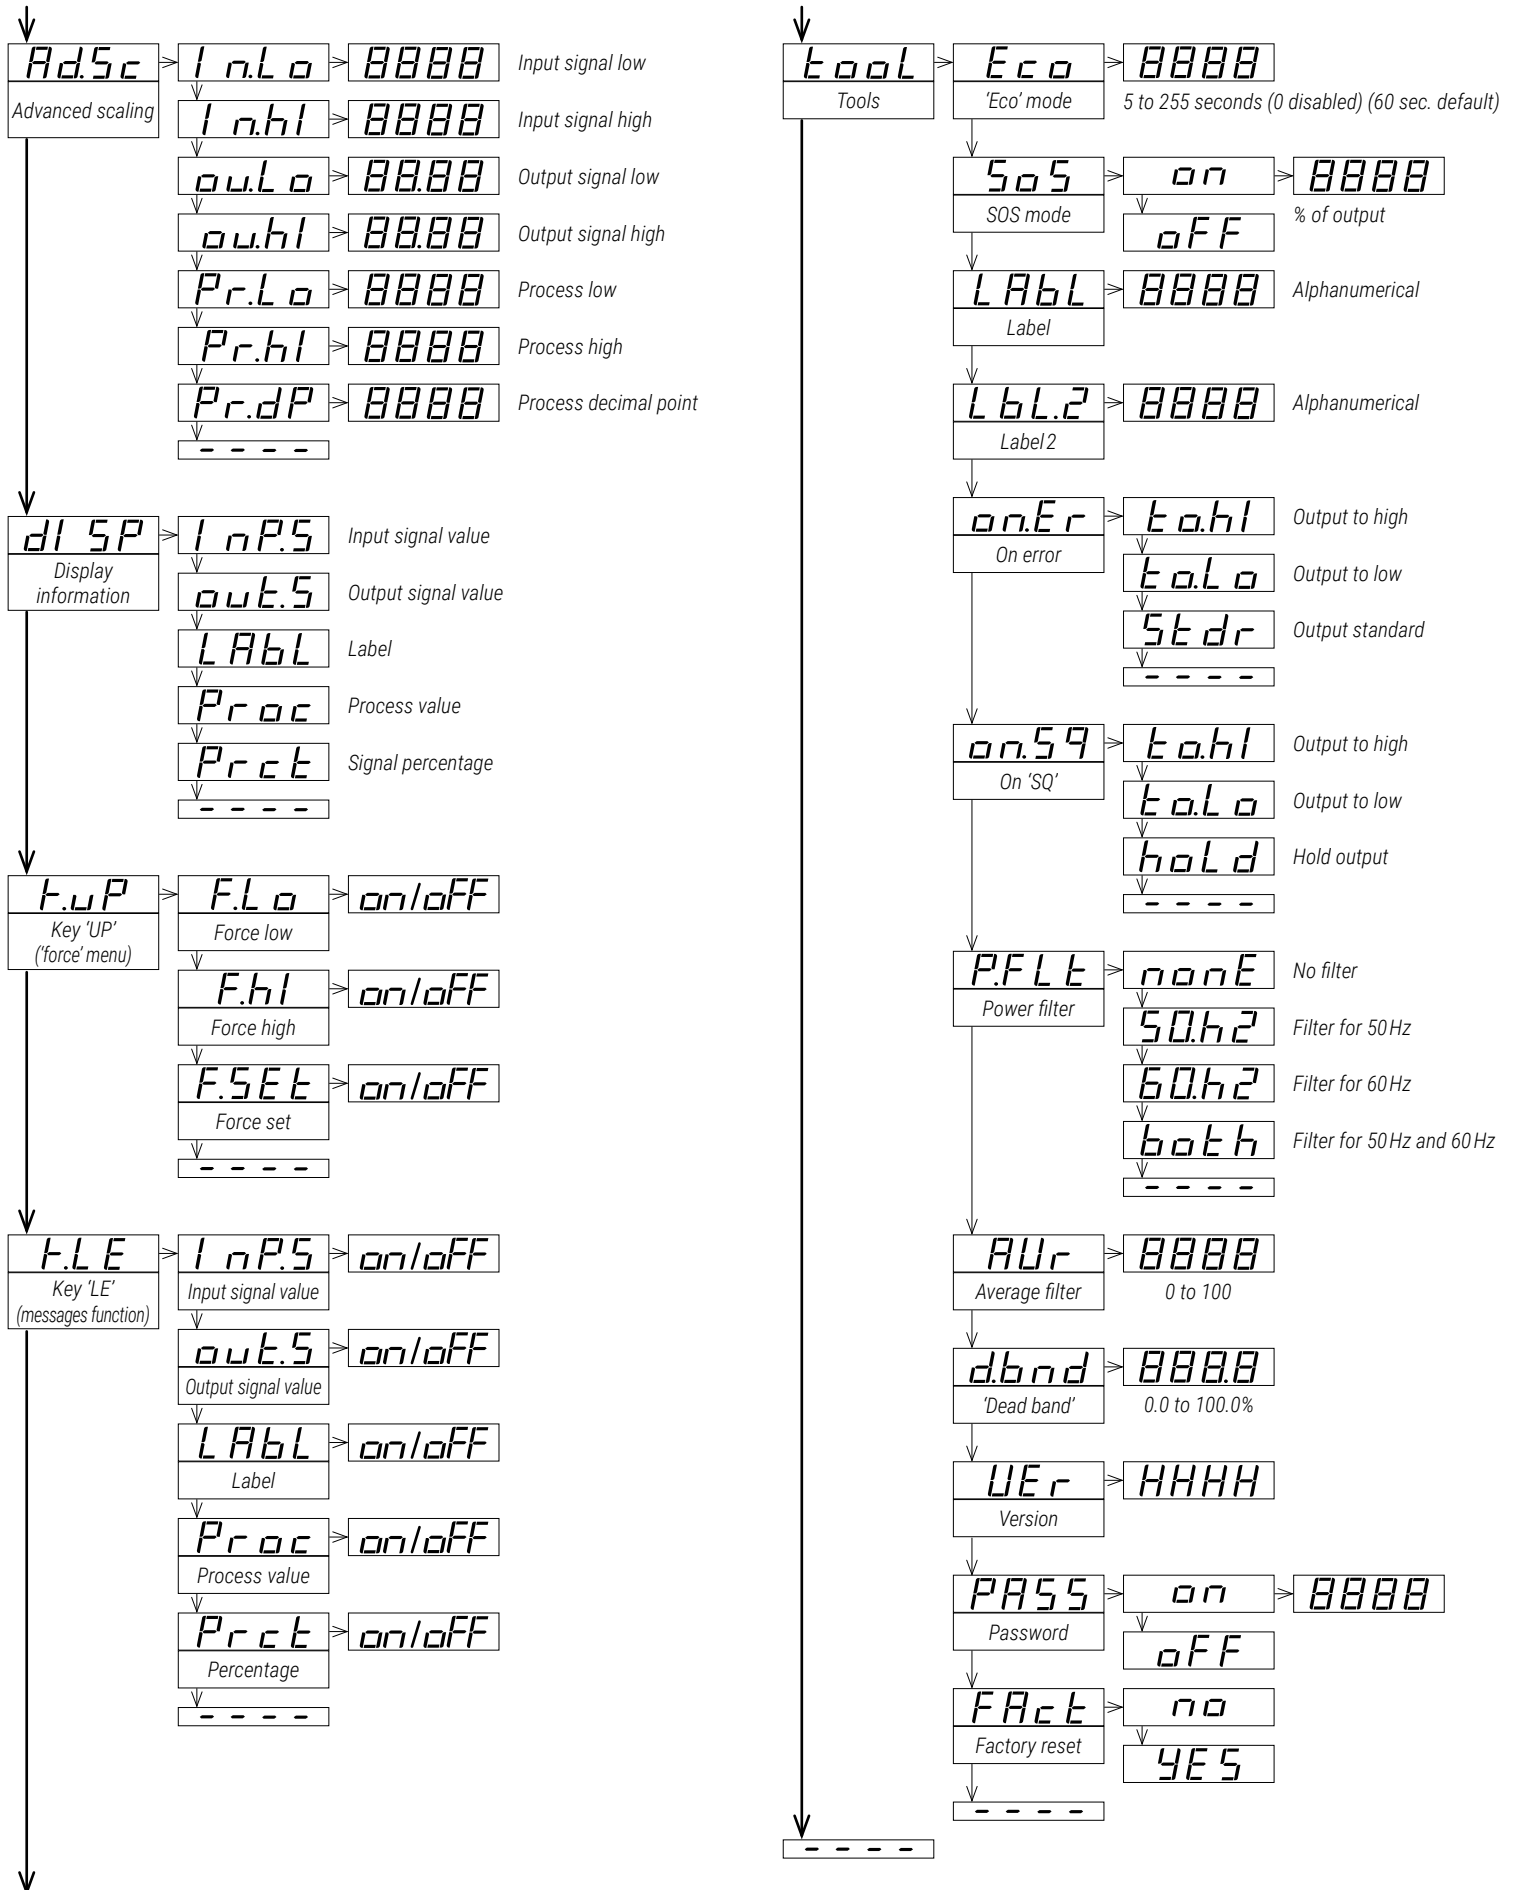 Ad.Sc
Advanced scaling
In.Lo
8888
Input signal low
In.hI
8888
Input signal high
ou.Lo
88.88
Output signal low
ou.hI
88.88
Output signal high
Pr.Lo
8888
Process low
Pr.hI
8888
Process high
Pr.dP
8888
Process decimal point
- - - -
dISP
Display
information
InP.S
Input signal value
out.S
Output signal value
LAbL
Label
Proc
Process value
Prct
Signal percentage
- - - -
k.uP
Key ‘UP’
(‘force’ menu)
F.Lo
Force low
on/oFF
F.hI
Force high
on/oFF
F.SEt
Force set
on/oFF
- - - -
k.LE
Key ‘LE’
(messages function)
InP.S
Input signal value
on/oFF
out.S
Output signal value
on/oFF
LAbL
Label
on/oFF
Proc
Process value
on/oFF
Prct
Percentage
on/oFF
- - - -
tooL
Tools
Eco
‘Eco’ mode
8888
5 to 255 seconds (0 disabled) (60 sec. default)
SoS
SOS mode
on
8888
% of output
oFF
LAbL
Label
8888
Alphanumerical
LbL.2
Label 2
8888
Alphanumerical
on.Er
On error
to.hI
Output to high
to.Lo
Output to low
Stdr
Output standard
- - - -
on.Sq
On ‘SQ’
to.hI
Output to high
to.Lo
Output to low
hoLd
Hold output
- - - -
P.FLt
Power filter
nonE
No filter
50.hZ
Filter for 50 Hz
60.hZ
Filter for 60 Hz
both
Filter for 50 Hz and 60 Hz
- - - -
AVr
Average filter
8888
0 to 100
d.bnd
‘Dead band’
888.8
0.0 to 100.0%
VEr
Version
HHHH
PASS
Password
on
8888
oFF
FAct
Factory reset
no
YES
- - - -
- - - -